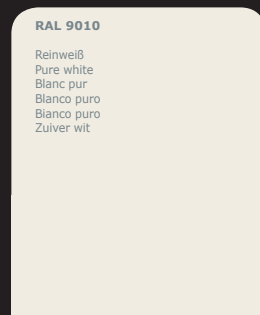 RAL 9010
Reinweiß
Pure white
Blanc pur
Blanco puro
Bianco puro
Zuiver wit